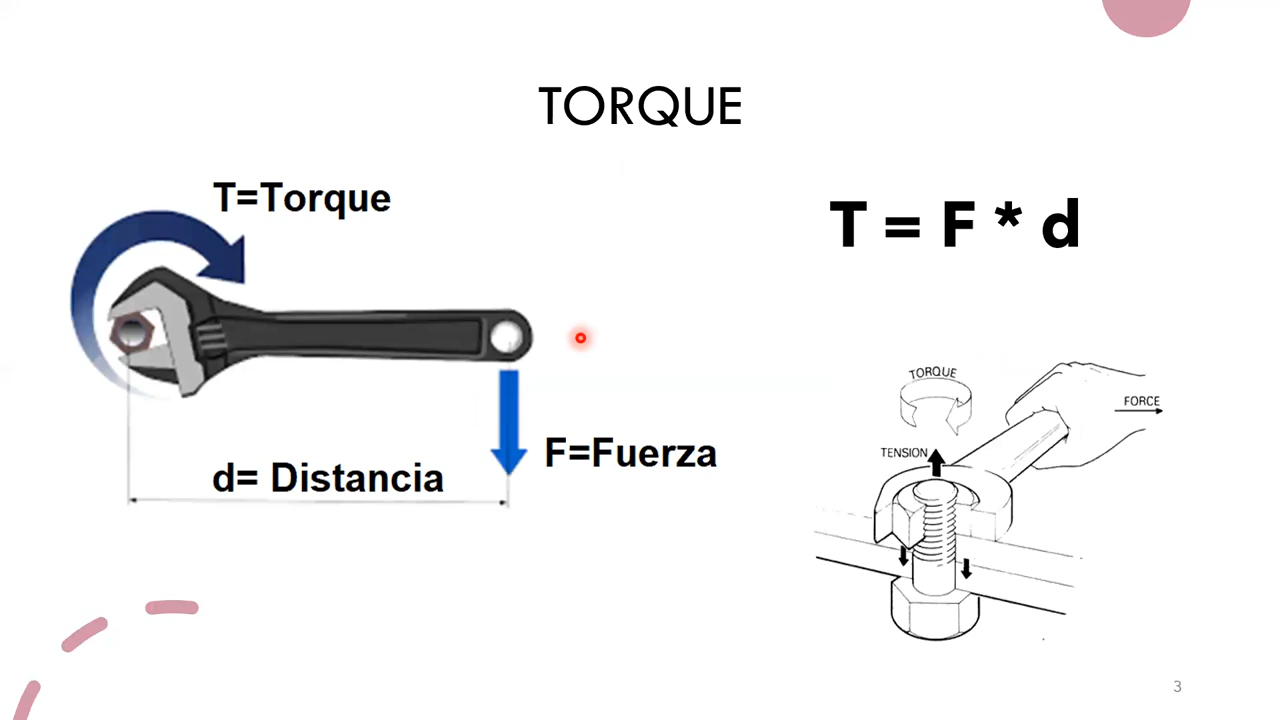 TORQUE
T=Torque
T = F * d
d= Distancia
F=Fuerza
TORQUE
FORCE
TENSION
3